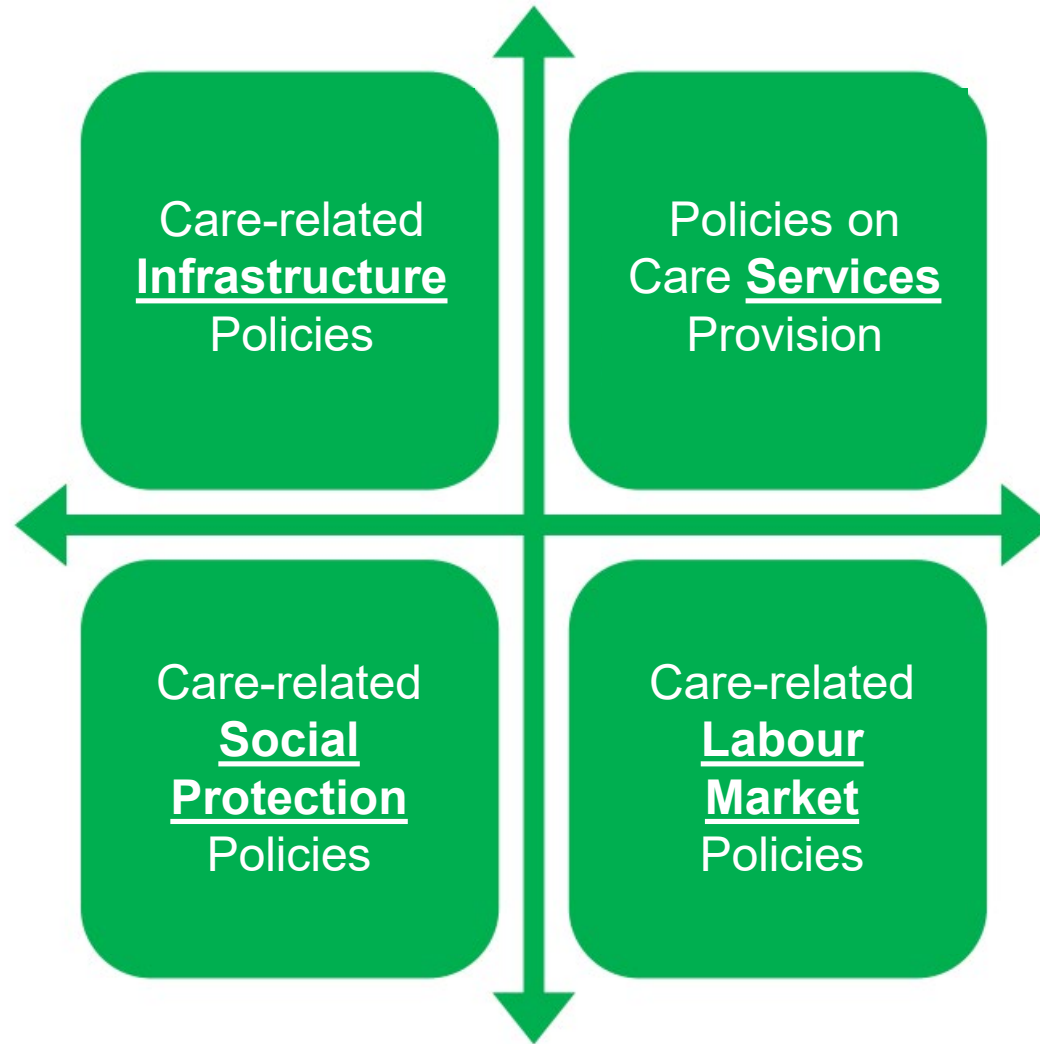 Care-related
Infrastructure
Policies
Policies on
Care Services
Provision
Care-related
Social
Protection
Policies
Care-related
Labour
Market
Policies